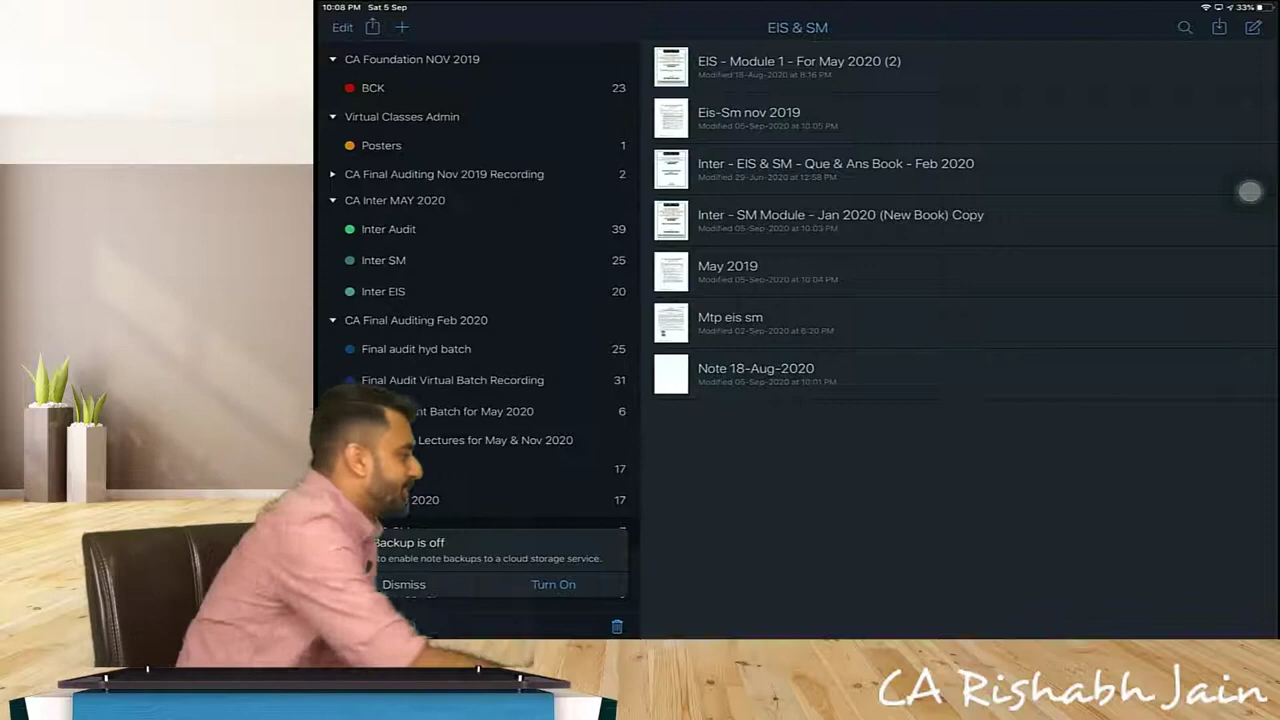 10:08 PM Sat 5 Sep
33%
Edit
EIS & SM
CA Foundation NOV 2019
BCK 23
Virtual Classes Admin
Posters 1
CA Final Auditing Nov 2019 Recording 2
CA Inter MAY 2020
Inter Audit 39
Inter SM 25
Inter EIS 20
CA Final Auditing Feb 2020
Final audit hyd batch 25
Final Audit Virtual Batch Recording 31
nt Batch for May 2020 6
Lectures for May & Nov 2020
17
2020 17
Backup is off
to enable note backups to a cloud storage service.
Dismiss Turn On
EIS - Module 1 - For May 2020 (2)
Modified 18-Aug-2020 at 8:16 PM
Eis-Sm nov 2019
Modified 05-Sep-2020 at 10:05 PM
Inter - EIS & SM - Que & Ans Book - Feb 2020
Modified 29-Jun-2020 at 12:58 PM
Inter - SM Module - Jan 2020 (New Book) Copy
Modified 05-Sep-2020 at 10:03 PM
May 2019
Modified 05-Sep-2020 at 10:04 PM
Mtp eis sm
Modified 02-Sep-2020 at 6:20 PM
Note 18-Aug-2020
Modified 05-Sep-2020 at 10:01 PM
CA Rishabh Jain